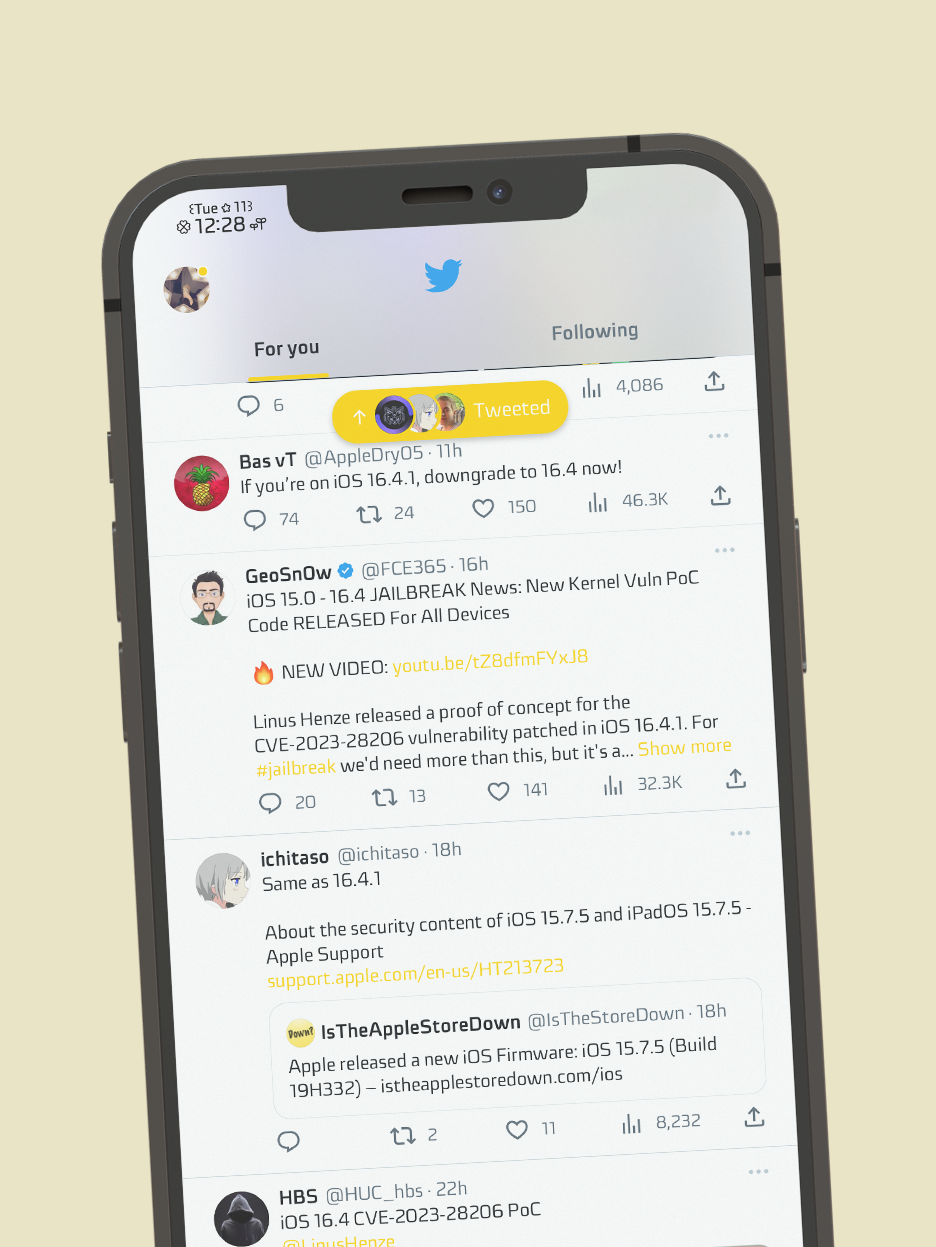 ꒰Tue ✩ 11꒱
12:28
For you
Following
6
Tweeted
4,086
Bas vT @AppleDry05 · 11h
If you’re on iOS 16.4.1, downgrade to 16.4 now!
74
24
150
46.3K
GeoSn0w @FCE365 · 16h
iOS 15.0 - 16.4 JAILBREAK News: New Kernel Vuln PoC
Code RELEASED For All Devices
🔥 NEW VIDEO: youtu.be/tZ8dfmFYxJ8
Linus Henze released a proof of concept for the
CVE-2023-28206 vulnerability patched in iOS 16.4.1. For
#jailbreak we'd need more than this, but it's a... Show more
20
13
141
32.3K
ichitaso @ichitaso · 18h
Same as 16.4.1
About the security content of iOS 15.7.5 and iPadOS 15.7.5 -
Apple Support
support.apple.com/en-us/HT213723
Down?
IsTheAppleStoreDown @IsTheStoreDown · 18h
Apple released a new iOS Firmware: iOS 15.7.5 (Build
19H332) – istheapplestoredown.com/ios
2
11
8,232
HBS @HUC_hbs · 22h
iOS 16.4 CVE-2023-28206 PoC
@LinusHenze